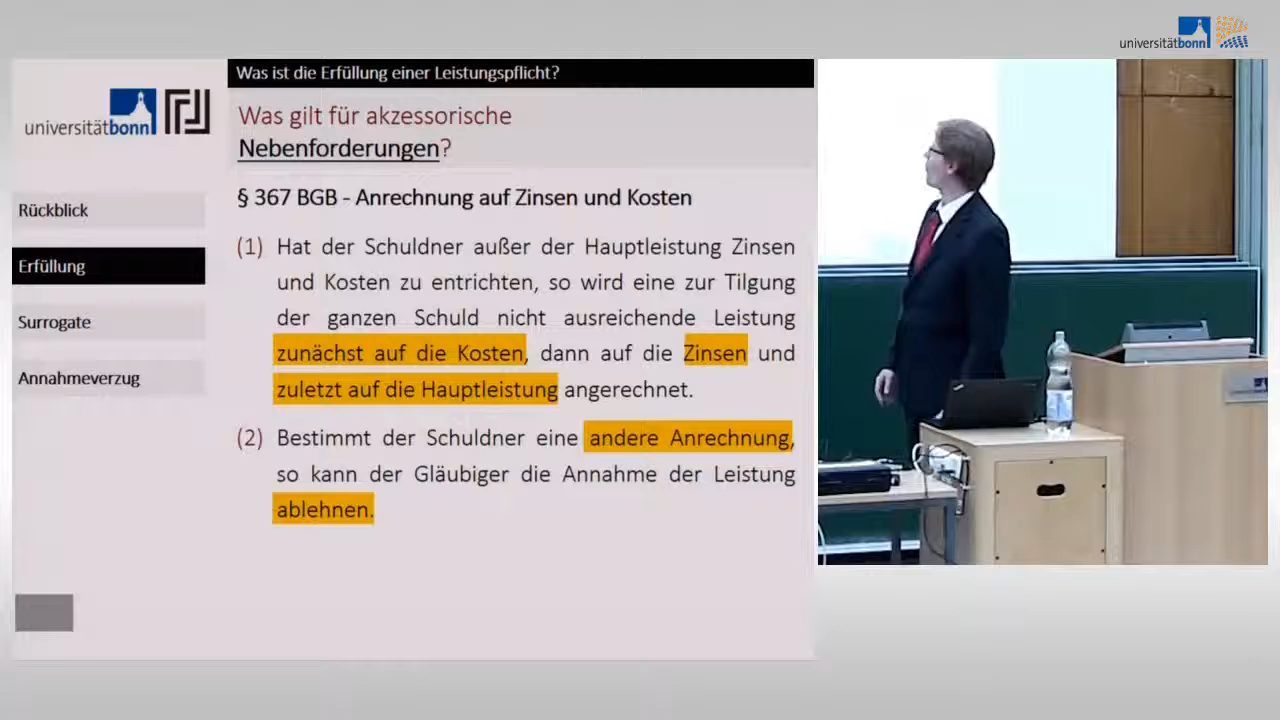 universitätbonn
Was ist die Erfüllung einer Leistungspflicht?
universitätbonn
Was gilt für akzessorische
Nebenforderungen?
Rückblick
Erfüllung
Surrogate
Annahmeverzug
§ 367 BGB - Anrechnung auf Zinsen und Kosten
(1) Hat der Schuldner außer der Hauptleistung Zinsen
und Kosten zu entrichten, so wird eine zur Tilgung
der ganzen Schuld nicht ausreichende Leistung
zunächst auf die Kosten, dann auf die Zinsen und
zuletzt auf die Hauptleistung angerechnet.
(2) Bestimmt der Schuldner eine andere Anrechnung,
so kann der Gläubiger die Annahme der Leistung
ablehnen.